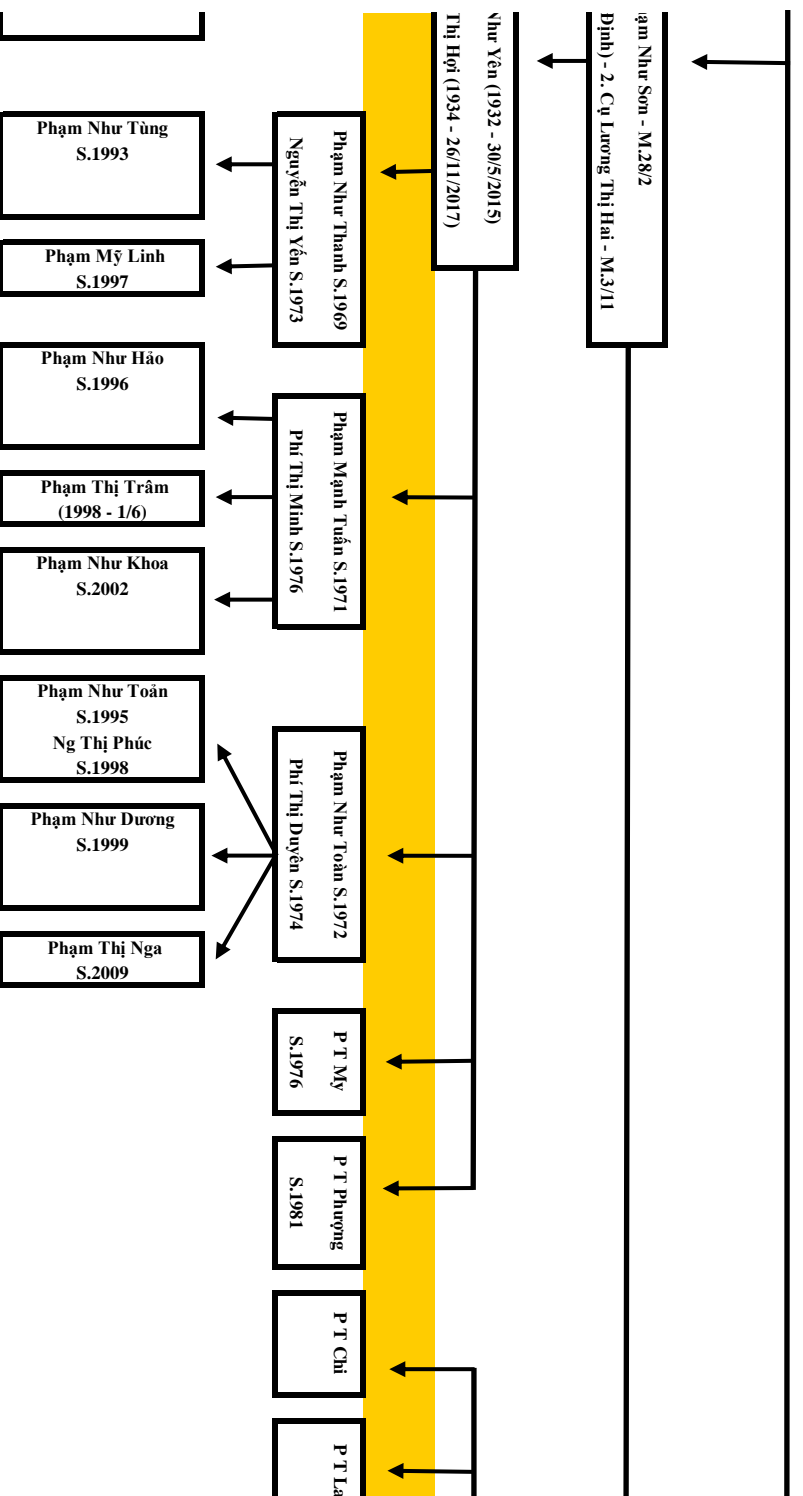 Như Sơn - M.28/2
Định) - 2. Cụ Lương Thị Hai - M.3/11
Như Yên (1932 - 30/5/2015)
Thị Hợi (1934 - 26/11/2017)
Phạm Như Thanh S.1969
Nguyễn Thị Yến S.1973
Phạm Mạnh Tuấn S.1971
Phí Thị Minh S.1976
Phạm Như Toàn S.1972
Phí Thị Duyên S.1974
P T My
S.1976
P T Phượng
S.1981
P T Chi
P T
Phạm Như Tùng
S.1993
Phạm Mỹ Linh
S.1997
Phạm Như Hảo
S.1996
Phạm Thị Trâm
(1998 - 1/6)
Phạm Như Khoa
S.2002
Phạm Như Toản
S.1995
Ng Thị Phúc
S.1998
Phạm Như Dương
S.1999
Phạm Thị Nga
S.2009